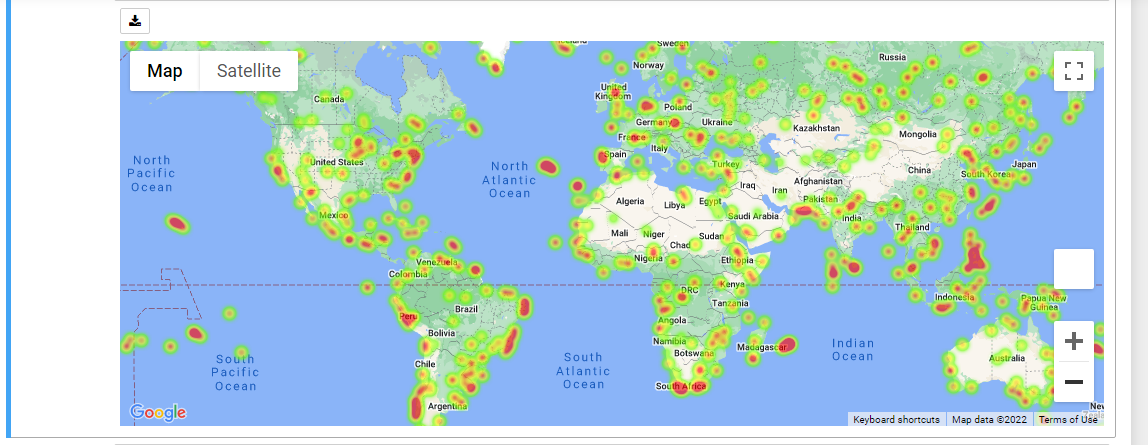 Map Satellite
Iceland
Sweden
Norway
Russia
United
Kingdom
Canada
Poland
Germany
Ukraine
Kazakhstan
Mongolia
France
Italy
Spain
North
Pacific
Ocean
United States
North
Atlantic
Ocean
Turkey
China
South Korea
Japan
Iraq
Iran
Afghanistan
Pakistan
Algeria
Libya
Egypt
Saudi Arabia
India
Thailand
Mexico
Mali
Niger
Chad
Sudan
Nigeria
Ethiopia
Venezuela
Colombia
Kenya
DRC
Indonesia
Papua New
Guinea
Brazil
Peru
Tanzania
Angola
Bolivia
Namibia
Botswana
Madagascar
Indian
Ocean
Chile
South
Pacific
Ocean
South
Atlantic
Ocean
Australia
South Africa
Argentina
Google
Keyboard shortcuts Map data ©2022 Terms of Use